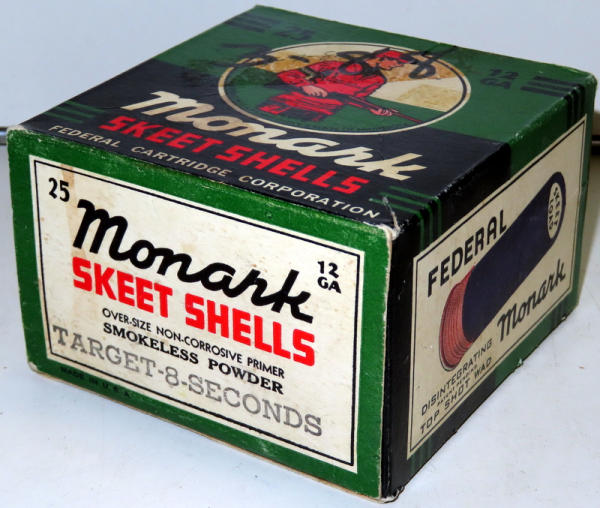 25
12
GA
Monark
SKEET SHELLS
FEDERAL CARTRIDGE CORPORATION
25
Monark
12
GA
SKEET SHELLS
OVER-SIZE NON-CORROSIVE PRIMER
SMOKELESS POWDER
TARGET-8-SECONDS
MADE IN U.S.A.
FEDERAL
Monark
DISINTEGRATING
TOP SHOT WAD